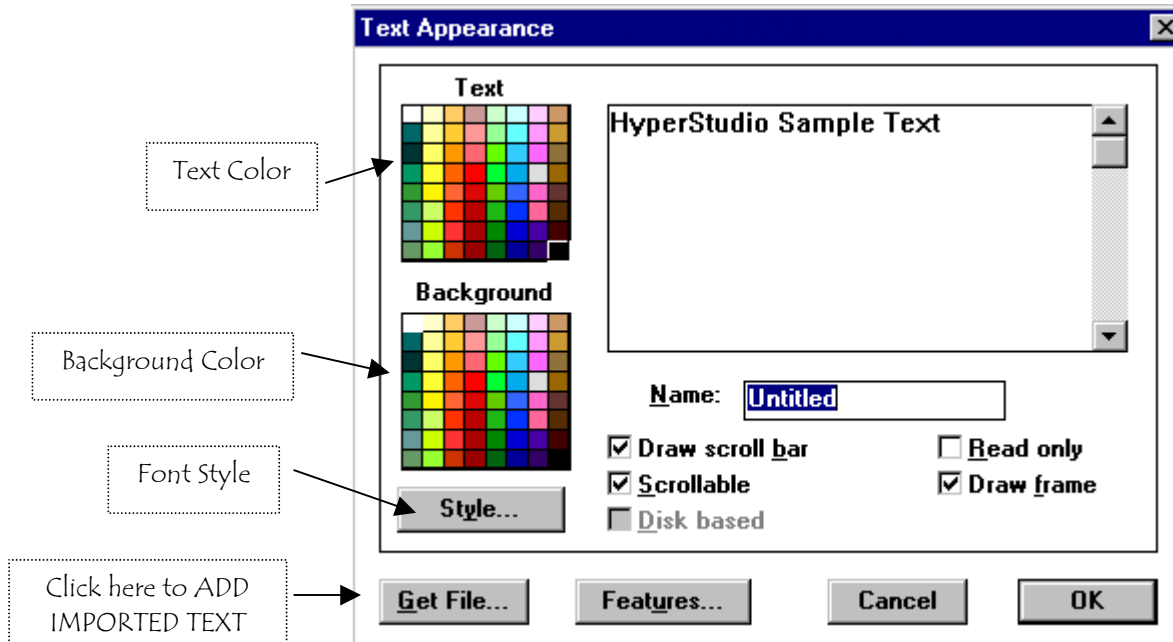 Text Appearance
Text
HyperStudio Sample Text
Text Color
Background
Background Color
Name: Untitled
Draw scroll bar
Read only
Scrollable
Draw frame
Disk based
Font Style
Style...
Click here to ADD
IMPORTED TEXT
Get File...
Features...
Cancel
OK